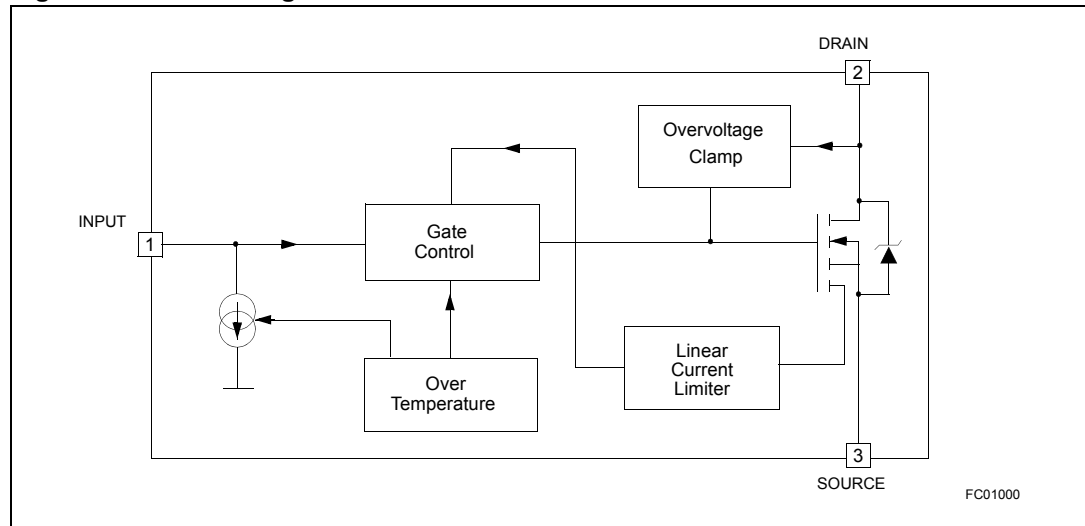 DRAIN
2
Overvoltage
Clamp
INPUT
1
Gate
Control
Linear
Current
Limiter
Over
Temperature
3
SOURCE
FC01000